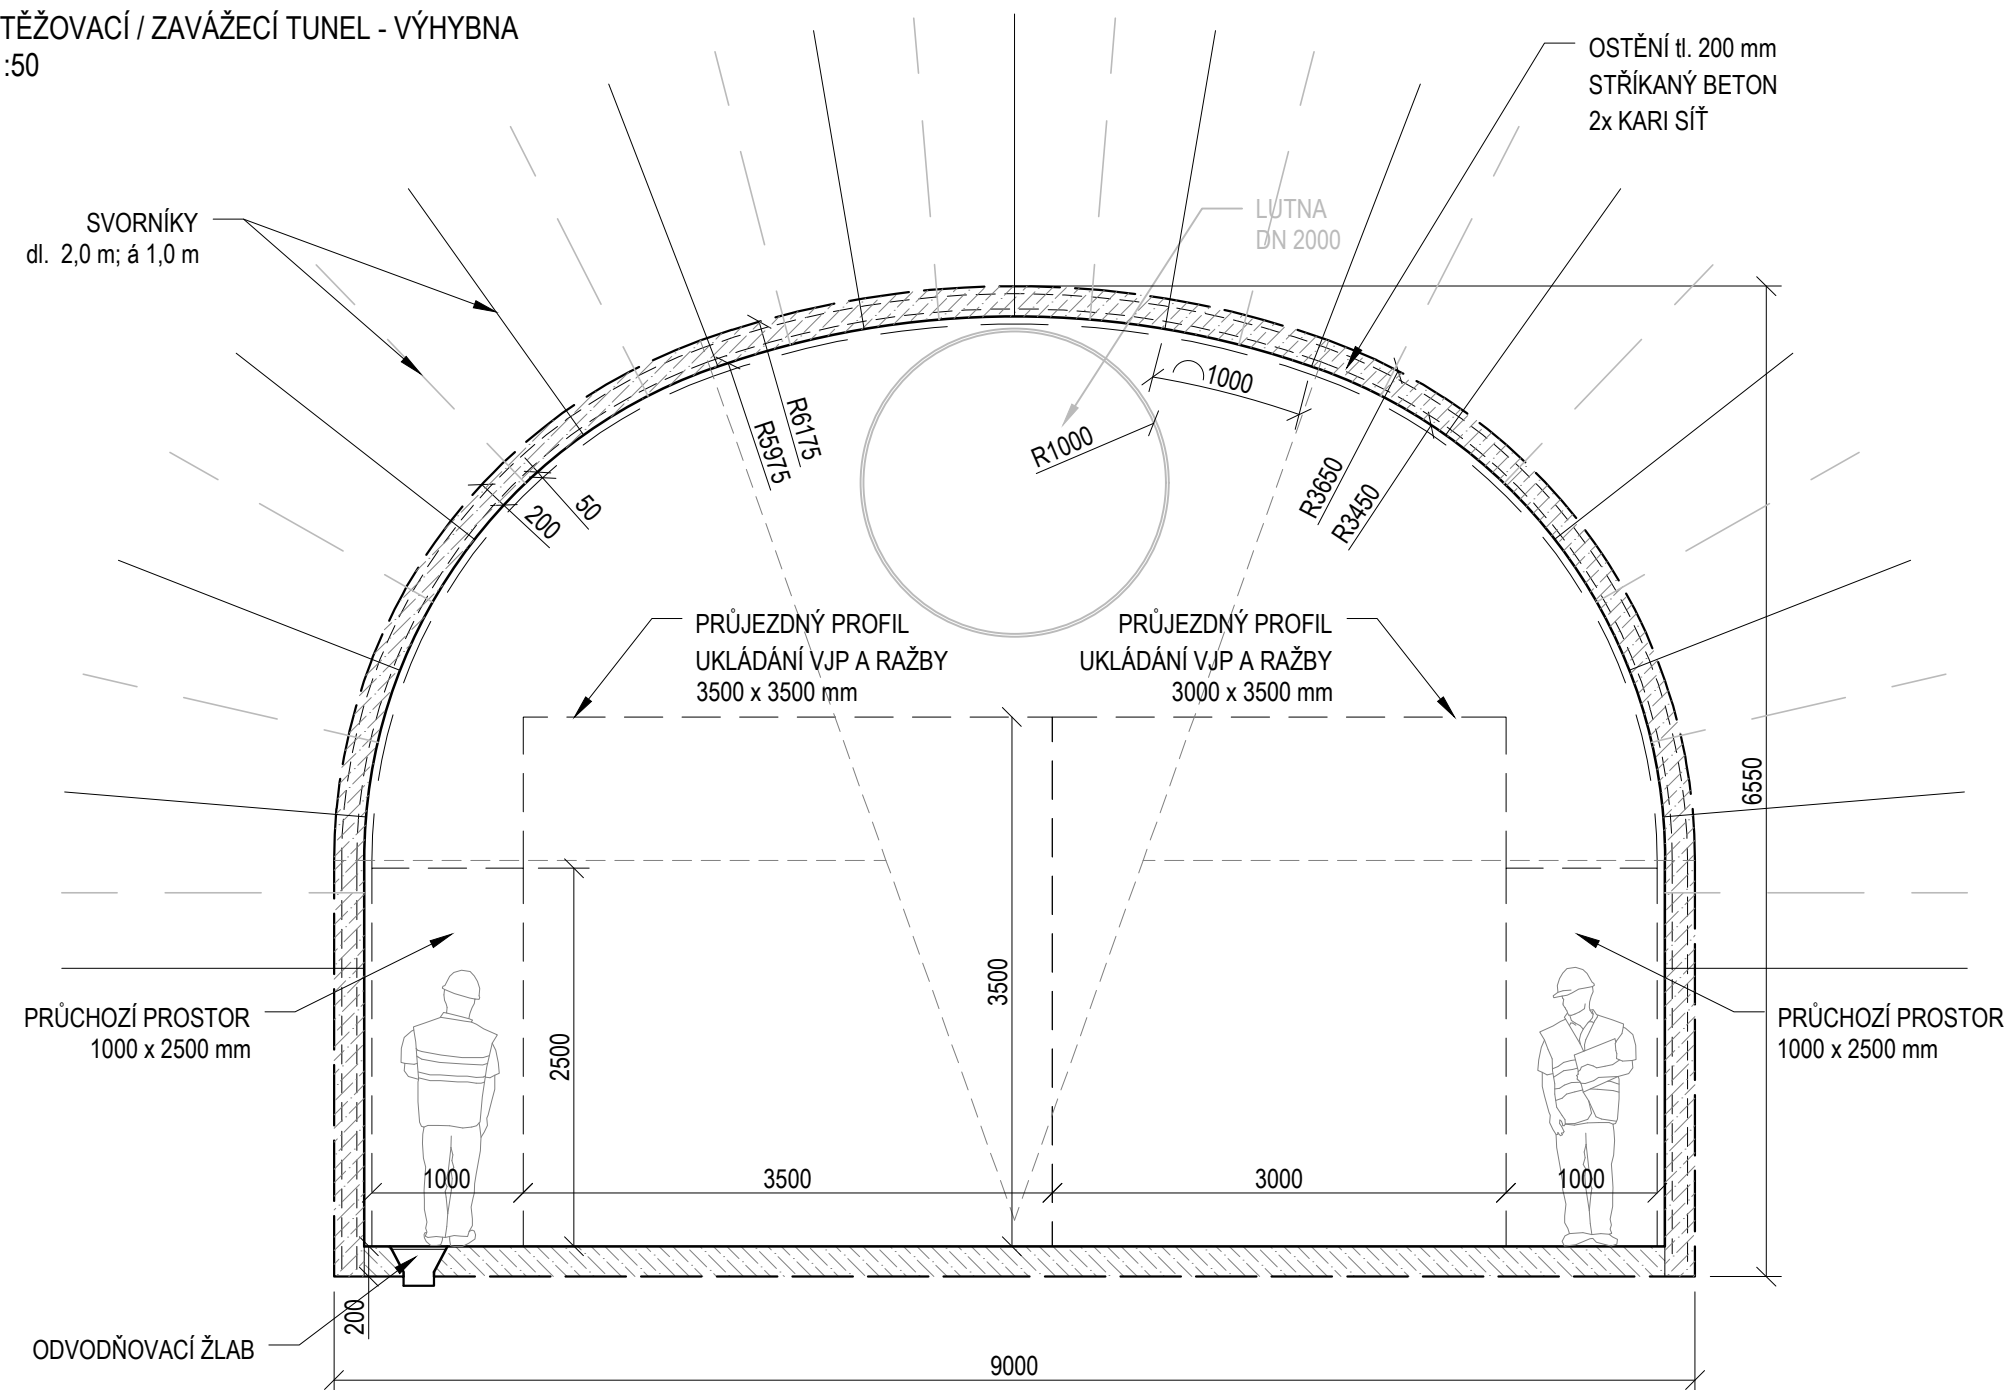 TĚŽOVACÍ / ZAVÁŽECÍ TUNEL - VÝHYBNA
:50
OSTĚNÍ tl. 200 mm
STŘÍKANÝ BETON
2x KARI SÍŤ
SVORNÍKY
dl. 2,0 m; á 1,0 m
LUTNA
DN 2000
1000
R6175
R5975
R1000
R3650
R3450
50
200
PRŮJEZDNÝ PROFIL
UKLÁDÁNÍ VJP A RAŽBY
3500 x 3500 mm
PRŮJEZDNÝ PROFIL
UKLÁDÁNÍ VJP A RAŽBY
3000 x 3500 mm
6550
3500
2500
PRŮCHOZÍ PROSTOR
1000 x 2500 mm
PRŮCHOZÍ PROSTOR
1000 x 2500 mm
1000
3500
3000
1000
200
ODVODŇOVACÍ ŽLAB
9000